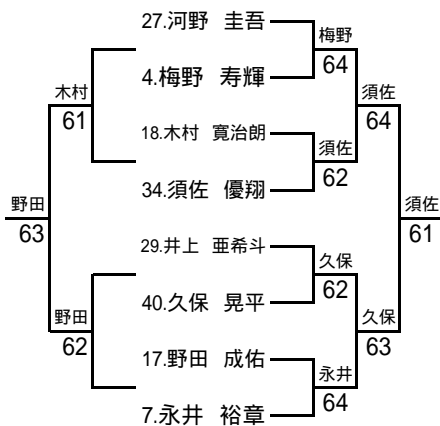 27.河野 圭吾
梅野
64
4.梅野 寿輝
木村
61
須佐
64
18.木村 寛治朗
須佐
62
34.須佐 優翔
野田
63
須佐
61
29.井上 亜希斗
久保
62
40.久保 晃平
野田
62
久保
63
17.野田 成佑
永井
64
7.永井 裕章